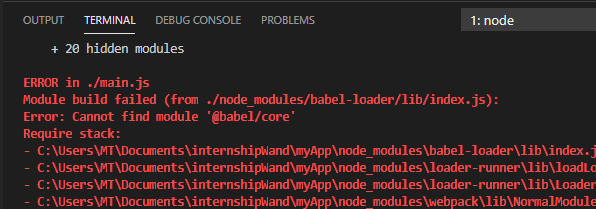 OUTPUT TERMINAL DEBUG CONSOLE PROBLEMS 1: node
+ 20 hidden modules
ERROR in ./main.js
Module build failed (from ./node_modules/babel-loader/lib/index.js):
Error: Cannot find module '@babel/core'
Require stack:
- C:\Users\MT\Documents\internshipWand\myApp\node_modules\babel-loader\lib\index.j
- C:\Users\MT\Documents\internshipWand\myApp\node_modules\loader-runner\lib\loadLo
- C:\Users\MT\Documents\internshipWand\myApp\node_modules\loader-runner\lib\Loader
- C:\Users\MT\Documents\internshipWand\myApp\node_modules\webpack\lib\NormalModule